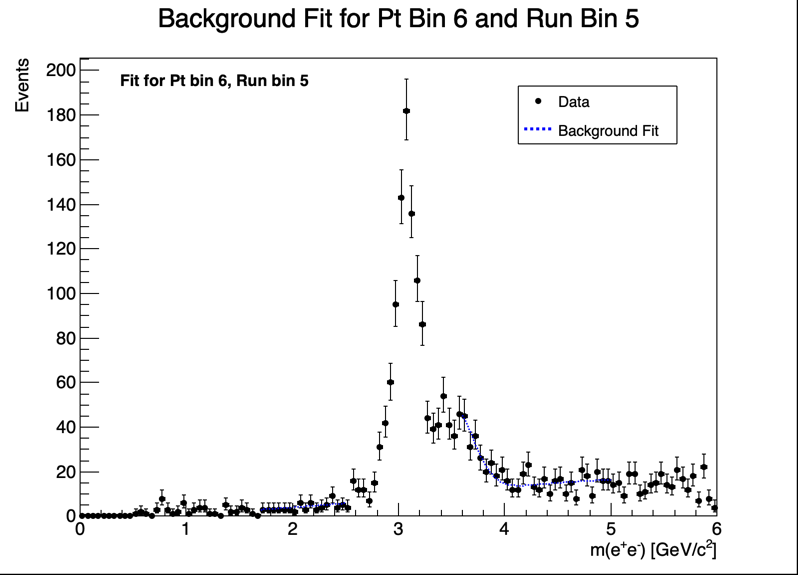 Background Fit for Pt Bin 6 and Run Bin 5
Events
Fit for Pt bin 6, Run bin 5
Data
Background Fit
200
180
160
140
120
100
80
60
40
20
0
0 1 2 3 4 5 6
m(e⁺e⁻) [GeV/c²]